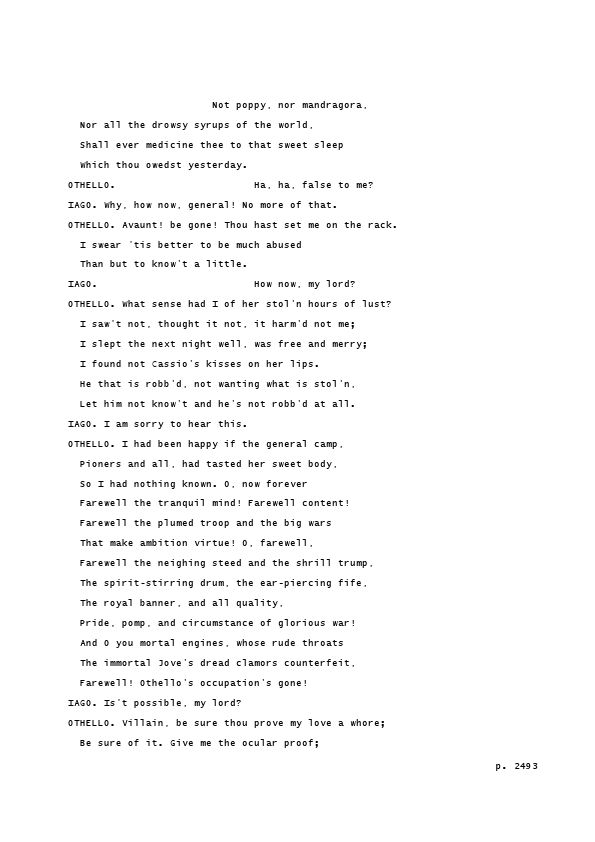 Not poppy, nor mandragora,
Nor all the drowsy syrups of the world,
Shall ever medicine thee to that sweet sleep
Which thou owedst yesterday.
OTHELLO. Ha, ha, false to me?
IAGO. Why, how now, general! No more of that.
OTHELLO. Avaunt! be gone! Thou hast set me on the rack.
I swear 'tis better to be much abused
Than but to know't a little.
IAGO. How now, my lord?
OTHELLO. What sense had I of her stol'n hours of lust?
I saw't not, thought it not, it harm'd not me;
I slept the next night well, was free and merry;
I found not Cassio's kisses on her lips.
He that is robb'd, not wanting what is stol'n,
Let him not know't and he's not robb'd at all.
IAGO. I am sorry to hear this.
OTHELLO. I had been happy if the general camp,
Pioners and all, had tasted her sweet body,
So I had nothing known. O, now forever
Farewell the tranquil mind! Farewell content!
Farewell the plumed troop and the big wars
That make ambition virtue! O, farewell,
Farewell the neighing steed and the shrill trump,
The spirit-stirring drum, the ear-piercing fife,
The royal banner, and all quality,
Pride, pomp, and circumstance of glorious war!
And O you mortal engines, whose rude throats
The immortal Jove's dread clamors counterfeit,
Farewell! Othello's occupation's gone!
IAGO. Is't possible, my lord?
OTHELLO. Villain, be sure thou prove my love a whore;
Be sure of it. Give me the ocular proof;
p. 2493